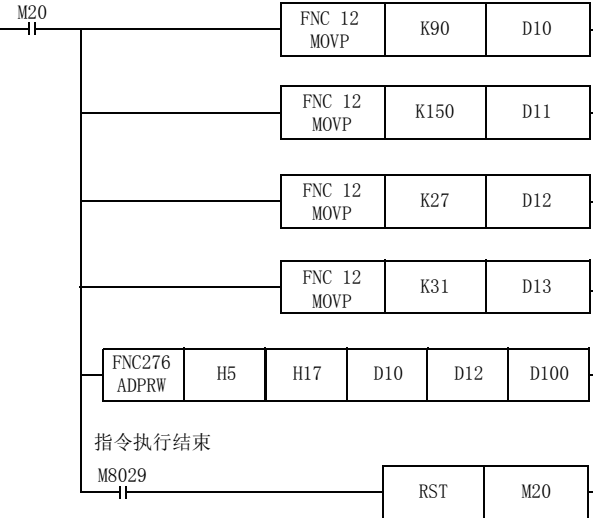 M20
FNC 12
MOVP
K90
D10
FNC 12
MOVP
K150
D11
FNC 12
MOVP
K27
D12
FNC 12
MOVP
K31
D13
FNC276
ADPRW
H5
H17
D10
D12
D100
指令执行结束
M8029
RST
M20